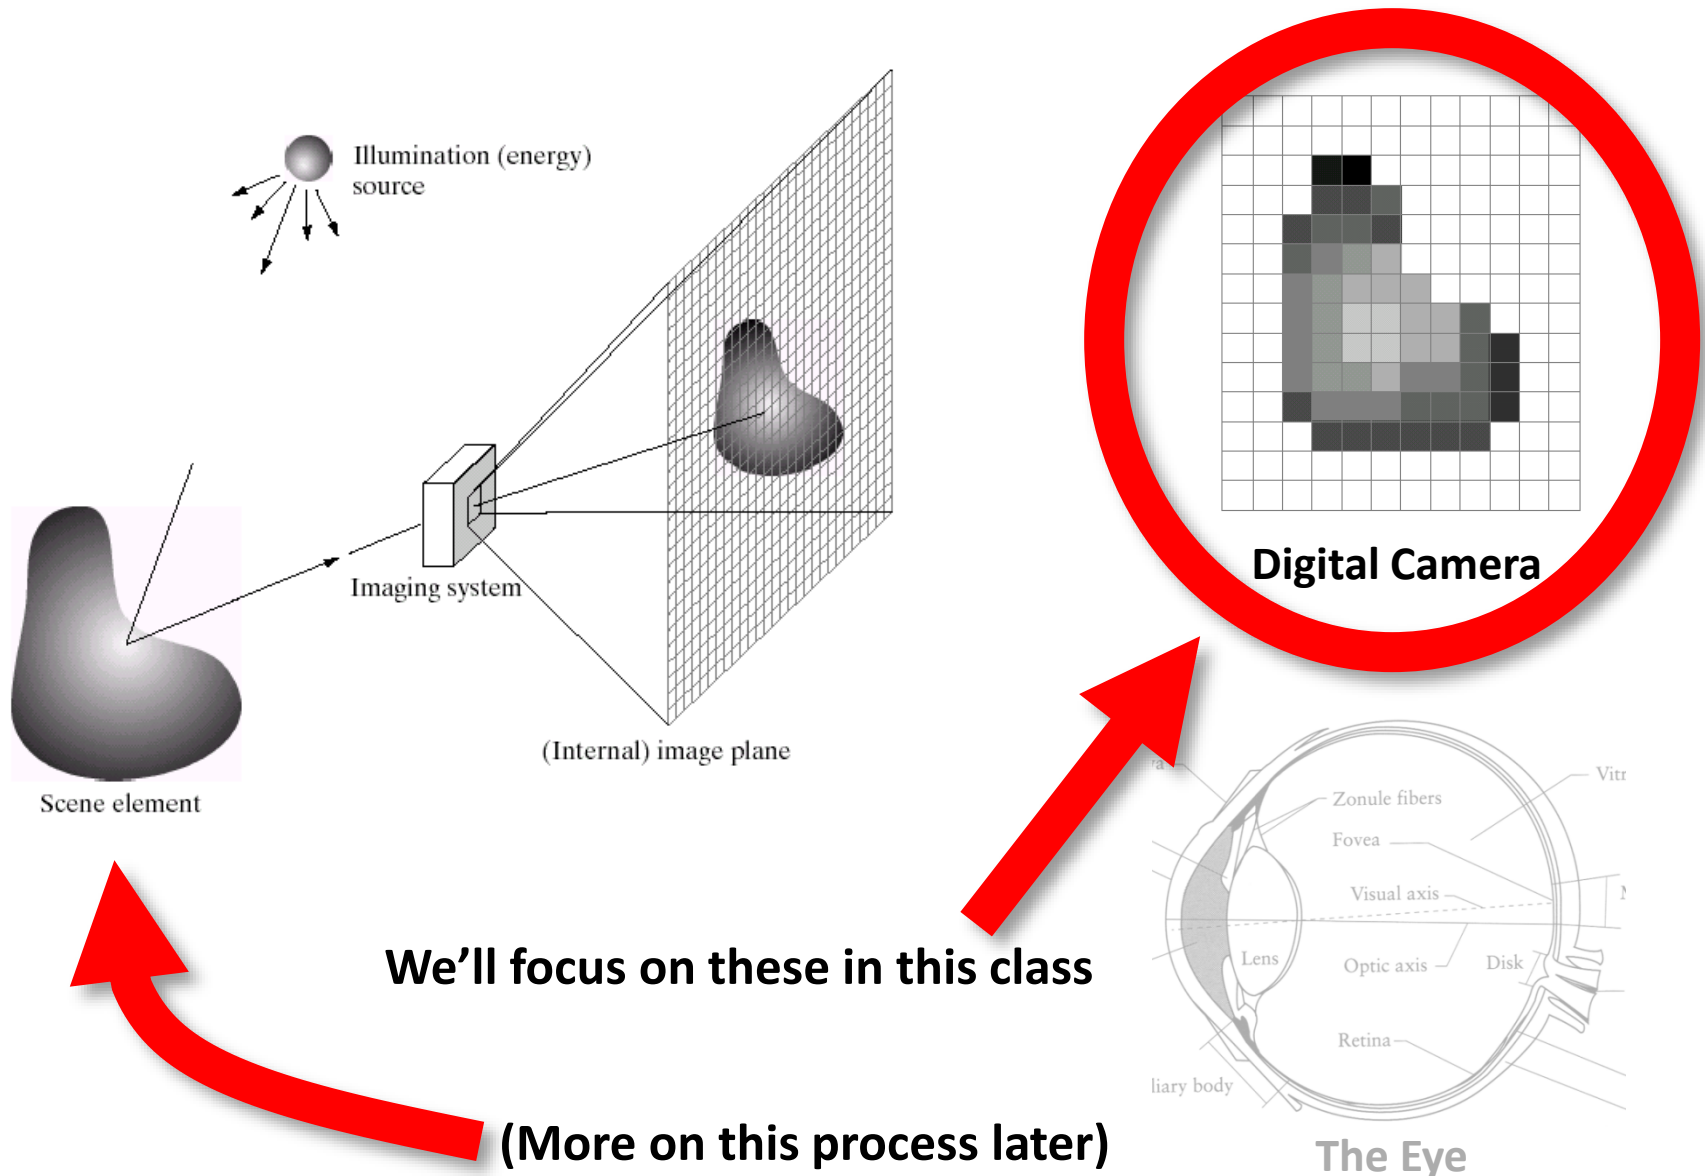 Illumination (energy)
source
Imaging system
(Internal) image plane
Scene element
Digital Camera
Zonule fibers
Fovea
Visual axis
Lens
Optic axis
Disk
Retina
liary body
The Eye
We'll focus on these in this class
(More on this process later)